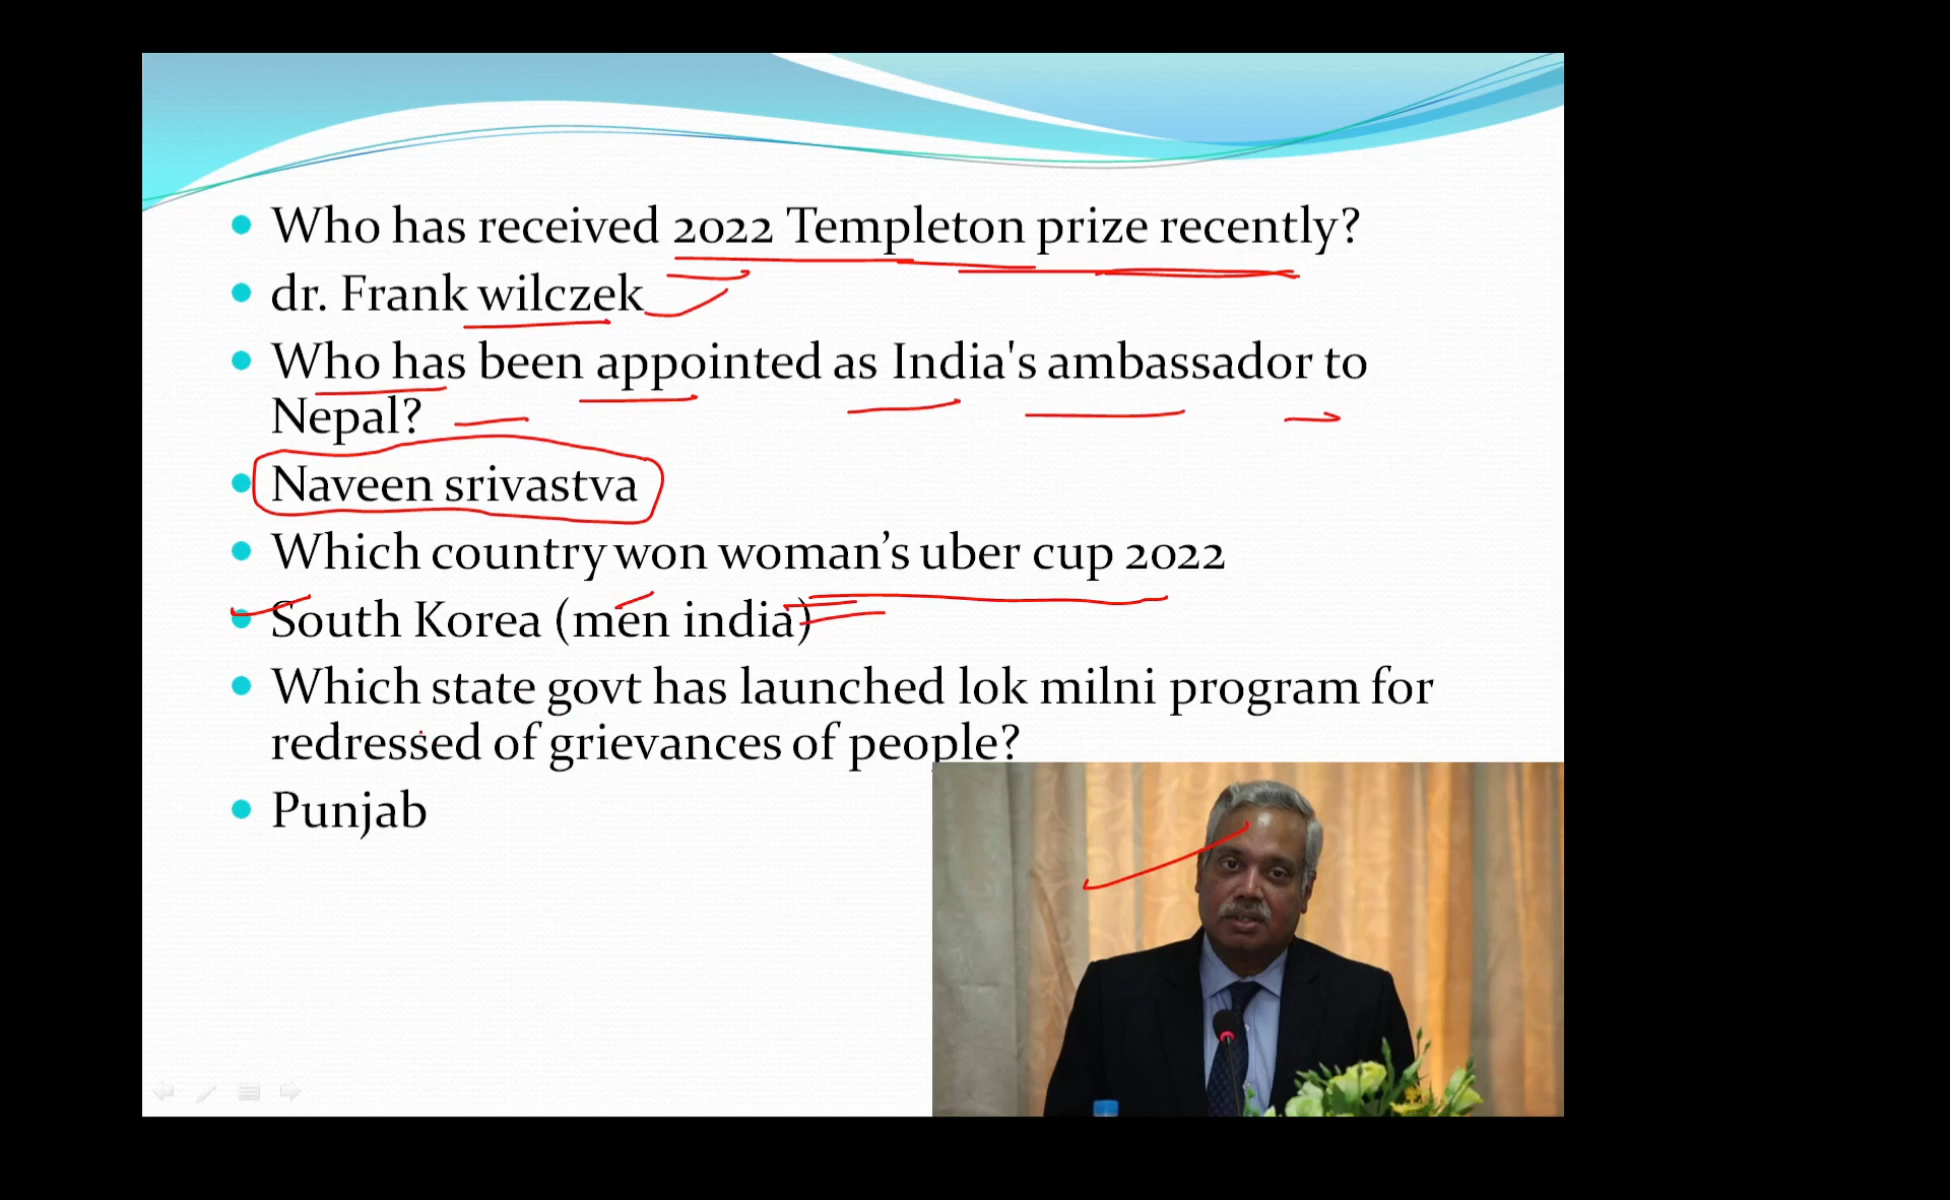 Who has received 2022 Templeton prize recently?
dr. Frank wilczek
Who has been appointed as India's ambassador to
Nepal?
Naveen srivastva
Which country won woman’s uber cup 2022
South Korea (men india)
Which state govt has launched lok milni program for
redressed of grievances of people?
Punjab